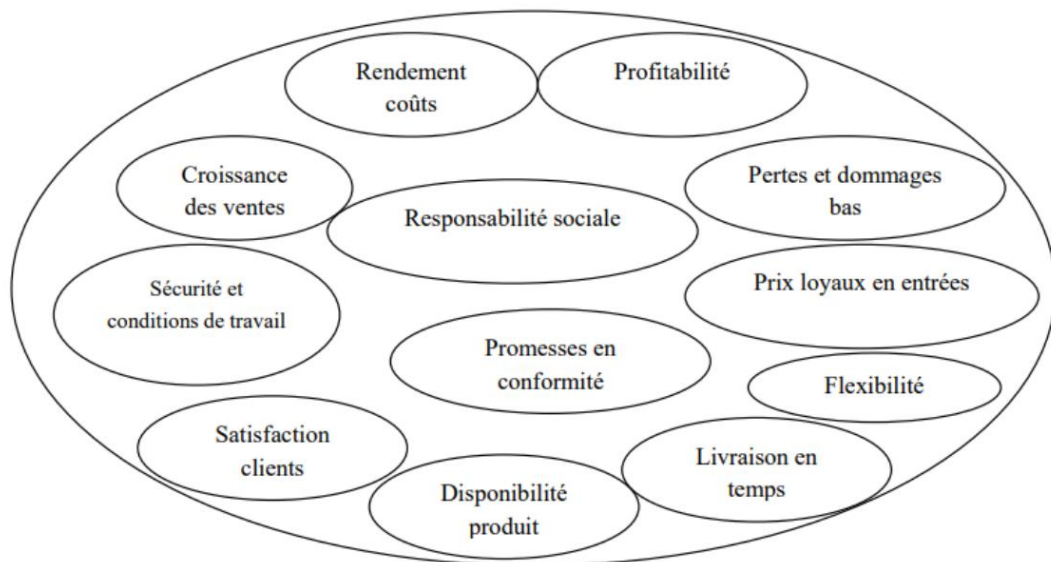 Rendement
coûts
Profitabilité
Croissance
des ventes
Responsabilité sociale
Pertes et dommages
bas
Sécurité et
conditions de travail
Prix loyaux en entrées
Promesses en
conformité
Flexibilité
Satisfaction
clients
Disponibilité
produit
Livraison en
temps